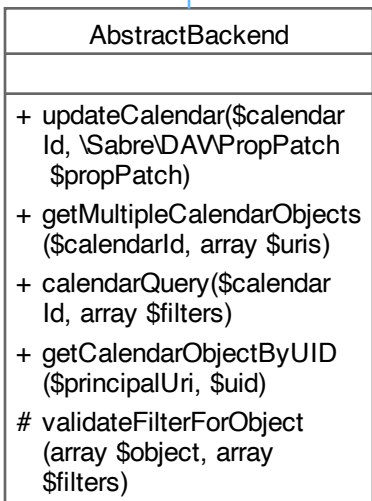 AbstractBackend
+ updateCalendar($calendar
Id, \Sabre\DAV\PropPatch
$propPatch)
+ getMultipleCalendarObjects
($calendarId, array $uris)
+ calendarQuery($calendar
Id, array $filters)
+ getCalendarObjectByUID
($principalUri, $uid)
# validateFilterForObject
(array $object, array
$filters)